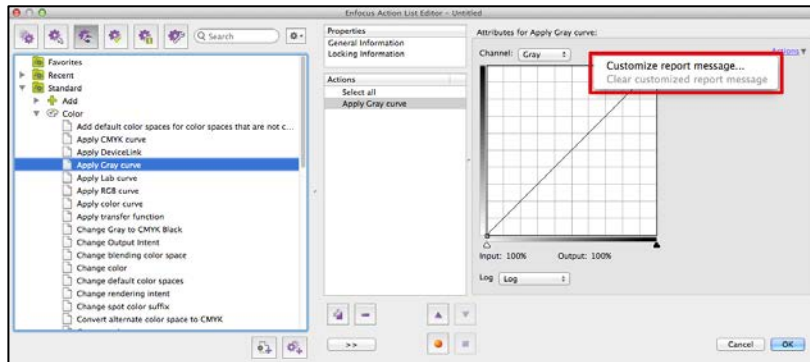 Enfocus Action List Editor – Untitled
Search
Favorites
Recent
Standard
Add
Color
Add default color spaces for color spaces that are not c...
Apply CMYK curve
Apply DeviceLink
Apply Gray curve
Apply Lab curve
Apply RGB curve
Apply color curve
Apply transfer function
Change Gray to CMYK Black
Change Output Intent
Change blending color space
Change color
Change default color spaces
Change rendering intent
Change spot color suffix
Convert alternate color space to CMYK
Properties
General Information
Locking Information
Actions
Select all
Apply Gray curve
>>
Attributes for Apply Gray curve:
Channel: Gray
Actions
Customize report message...
Clear customized report message
Input: 100% Output: 100%
Log Log
Cancel OK